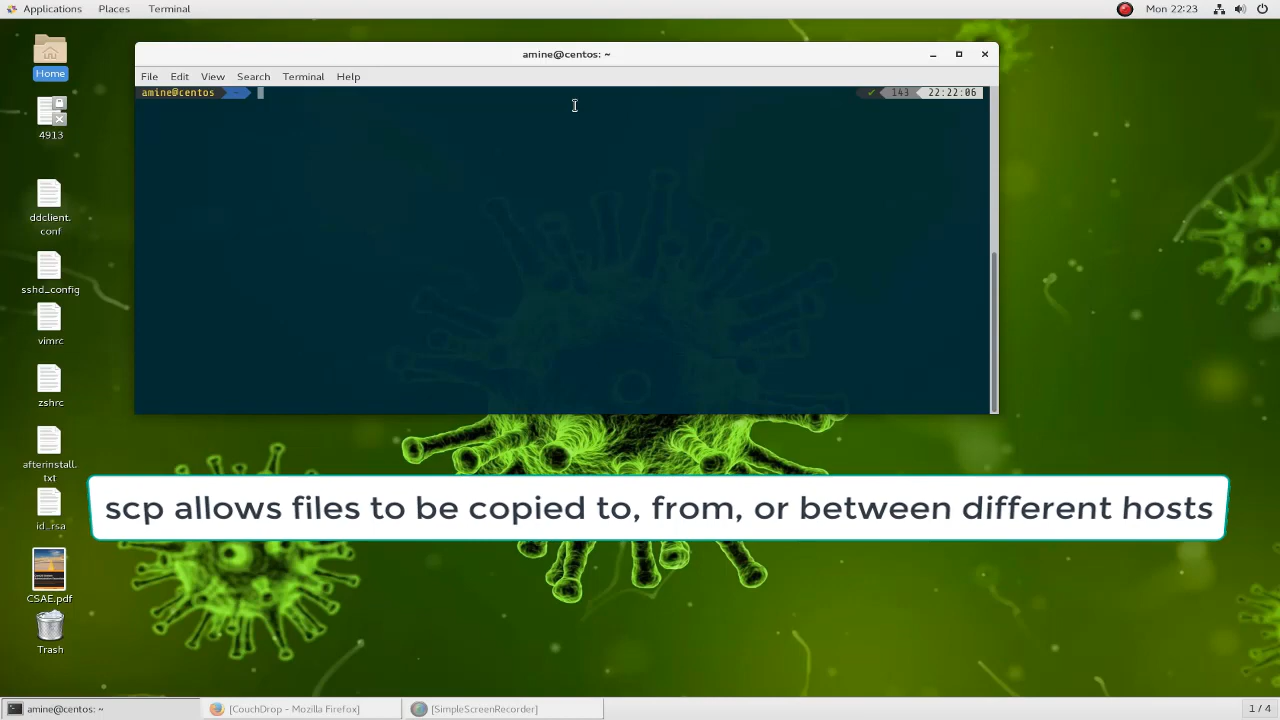 Applications Places Terminal
Mon 22:23
Home
4913
ddclient.
conf
sshd_config
vimrc
zshrc
afterinstall.
txt
id_rsa
CSAE.pdf
Trash
amine@centos: ~
File Edit View Search Terminal Help
amine@centos ~ ✓ 143 22:22:06
scp allows files to be copied to, from, or between different hosts
amine@centos: ~ [CouchDrop - Mozilla Firefox] [SimpleScreenRecorder] 1 / 4